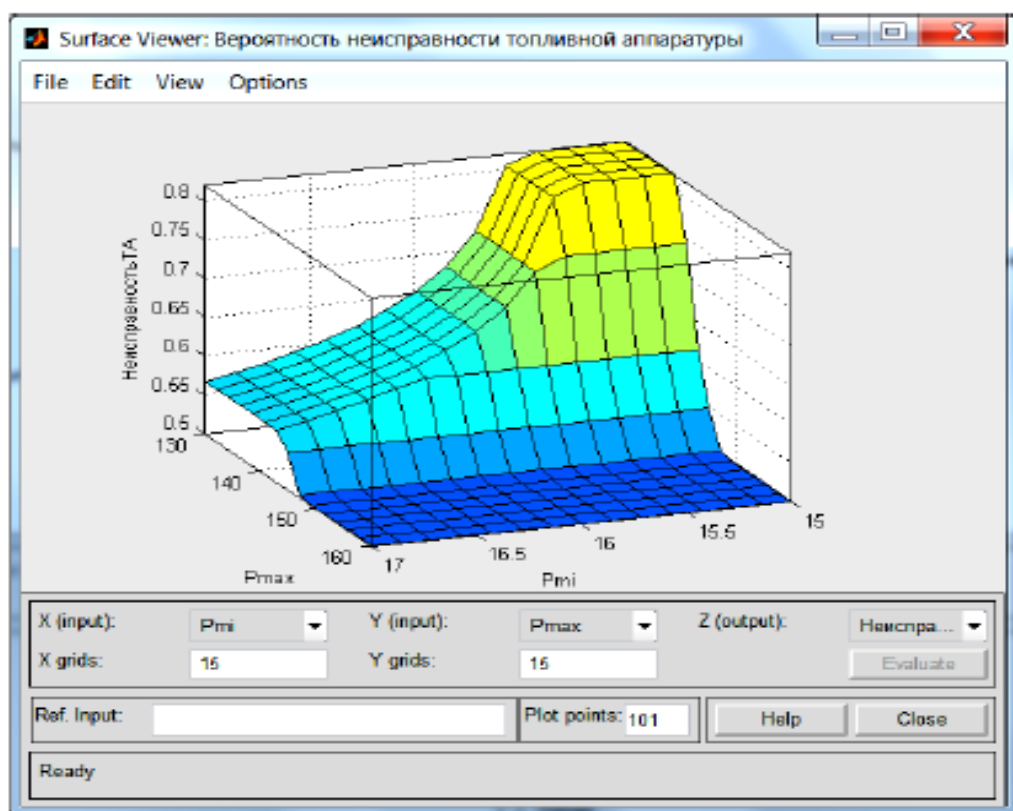 Surface Viewer: Вероятность неисправности топливной аппаратуры
File Edit View Options
0.8
0.75
0.7
0.65
0.6
0.55
0.5
НеисправностьТА
130
140
150
160
Pmax
17
16.5
16
15.5
15
Pmi
X (input): Pmi Y (input): Pmax Z (output): Неиспра...
X grids: 15 Y grids: 15 Evaluate
Ref. Input: Plot points: 101 Help Close
Ready